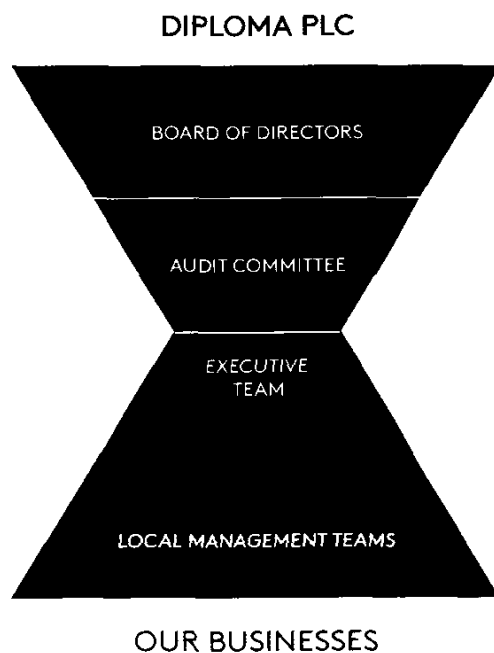 DIPLOMA PLC
BOARD OF DIRECTORS
AUDIT COMMITTEE
EXECUTIVE
TEAM
LOCAL MANAGEMENT TEAMS
OUR BUSINESSES